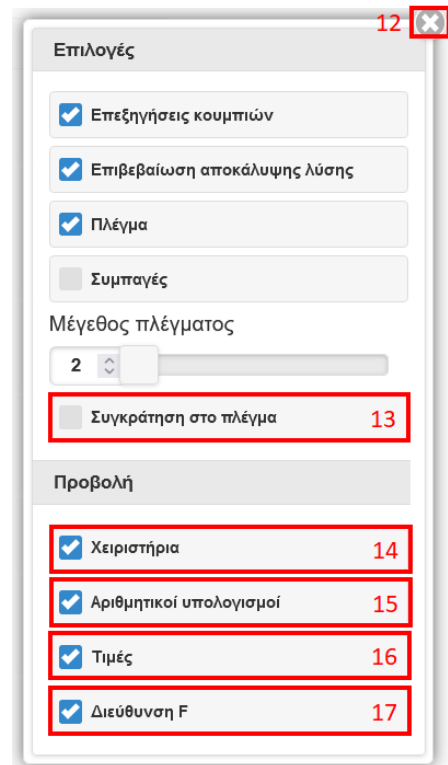 12
Επιλογές
Επεξηγήσεις κουμπιών
Επιβεβαίωση αποκάλυψης λύσης
Πλέγμα
Συμπαγές
Μέγεθος πλέγματος
2
Συγκράτηση στο πλέγμα 13
Προβολή
Χειριστήρια 14
Αριθμητικοί υπολογισμοί 15
Τιμές 16
Διεύθυνση F 17